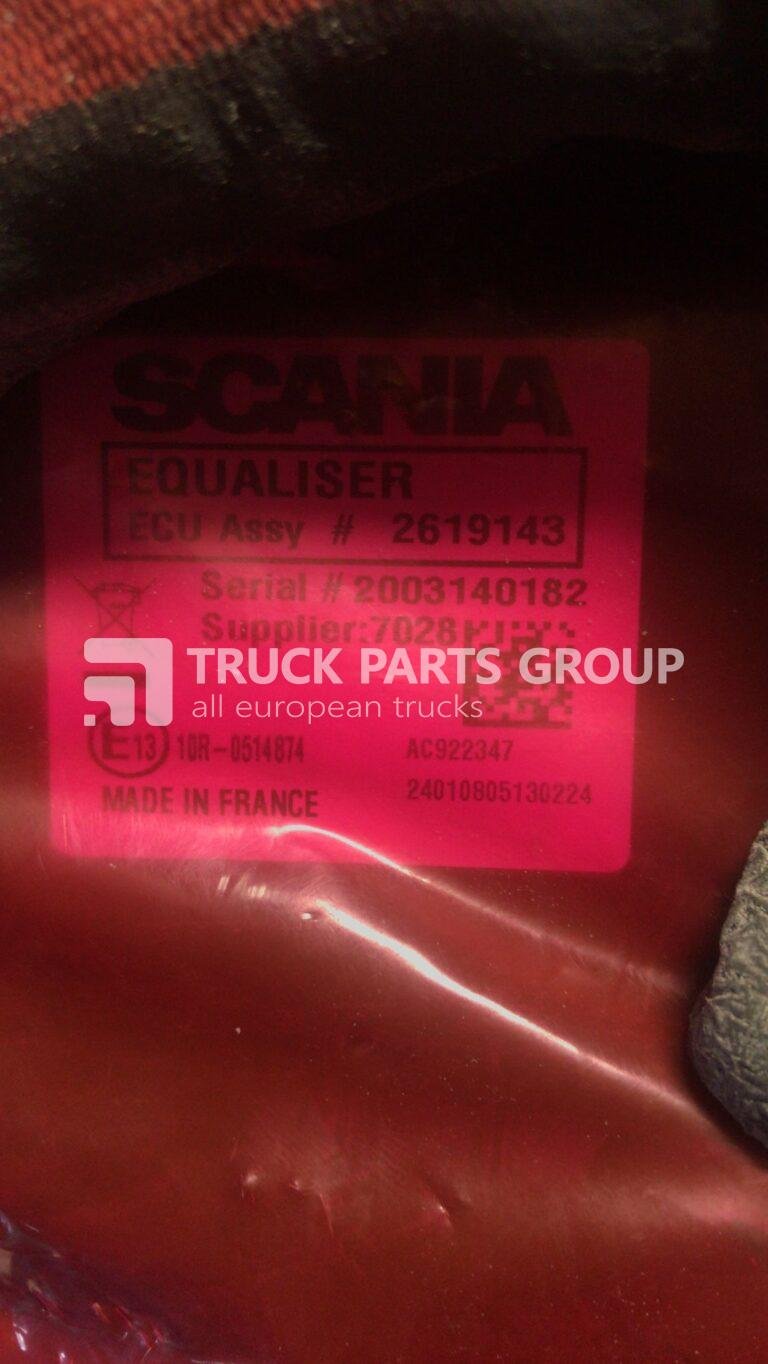 SCANIA
EQUALISER
ECU Assy # 2619143
Serial # 2003140182
Supplier:7028
TRUCK PARTS GROUP
all european trucks
E13 10R-0514874
AC922347
MADE IN FRANCE
24010805130224